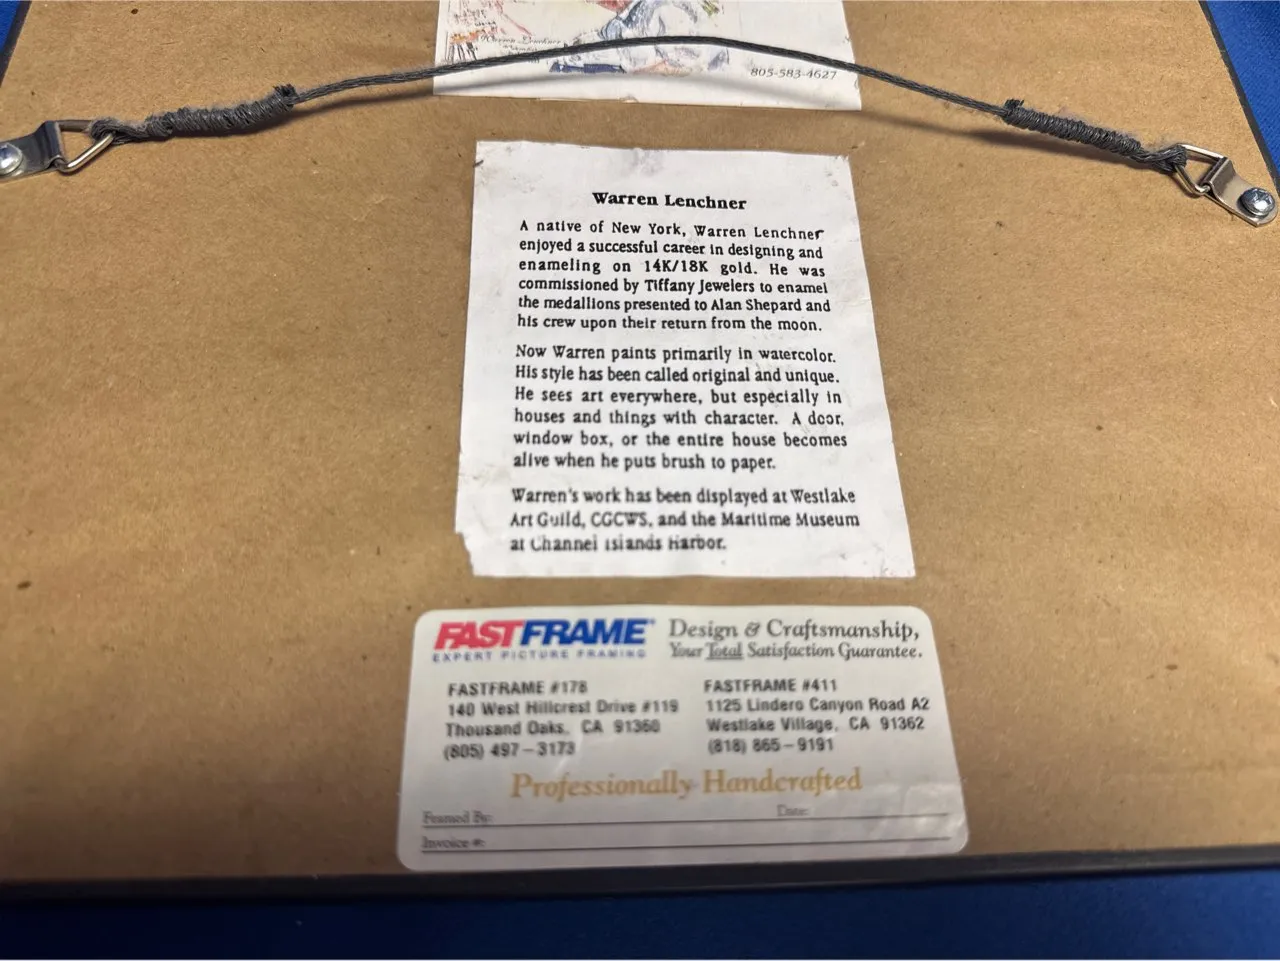 Warren Lenchner
805-583-4627
Warren Lenchner
A native of New York, Warren Lenchner
enjoyed a successful career in designing and
enameling on 14K/18K gold. He was
commissioned by Tiffany Jewelers to enamel
the medallions presented to Alan Shepard and
his crew upon their return from the moon.
Now Warren paints primarily in watercolor.
His style has been called original and unique.
He sees art everywhere, but especially in
houses and things with character. A door,
window box, or the entire house becomes
alive when he puts brush to paper.
Warren's work has been displayed at Westlake
Art Guild, CGCWS, and the Maritime Museum
at Channel Islands Harbor.
FASTFRAME®
EXPERT PICTURE FRAMING
Design & Craftsmanship,
Your Total Satisfaction Guarantee.
FASTFRAME #178
140 West Hillcrest Drive #119
Thousand Oaks, CA 91360
(805) 497-3173
FASTFRAME #411
1125 Lindero Canyon Road A2
Westlake Village, CA 91362
(818) 865-9191
Professionally Handcrafted
Framed By:
Date:
Invoice #: